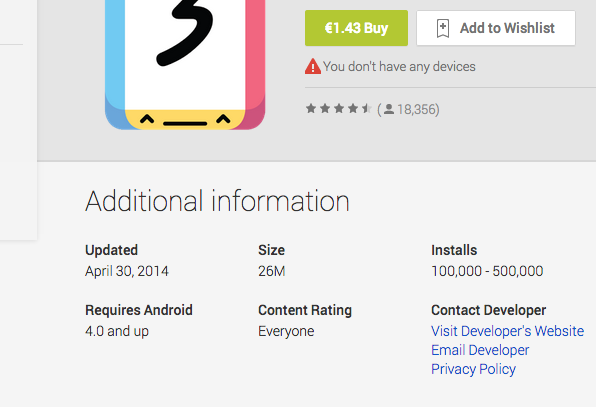 3
€1.43 Buy
Add to Wishlist
You don't have any devices
(18,356)
Additional information
Updated
April 30, 2014
Size
26M
Installs
100,000 - 500,000
Requires Android
4.0 and up
Content Rating
Everyone
Contact Developer
Visit Developer's Website
Email Developer
Privacy Policy